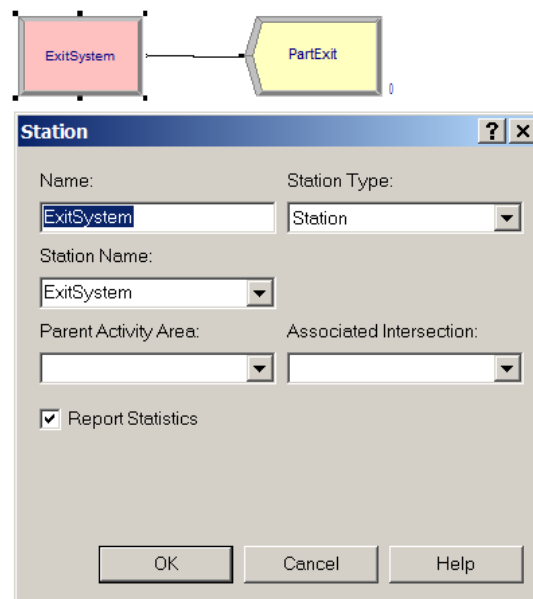 ExitSystem
PartExit
0
Station
? ×
Name: Station Type:
ExitSystem Station
Station Name:
ExitSystem
Parent Activity Area: Associated Intersection:
Report Statistics
OK Cancel Help